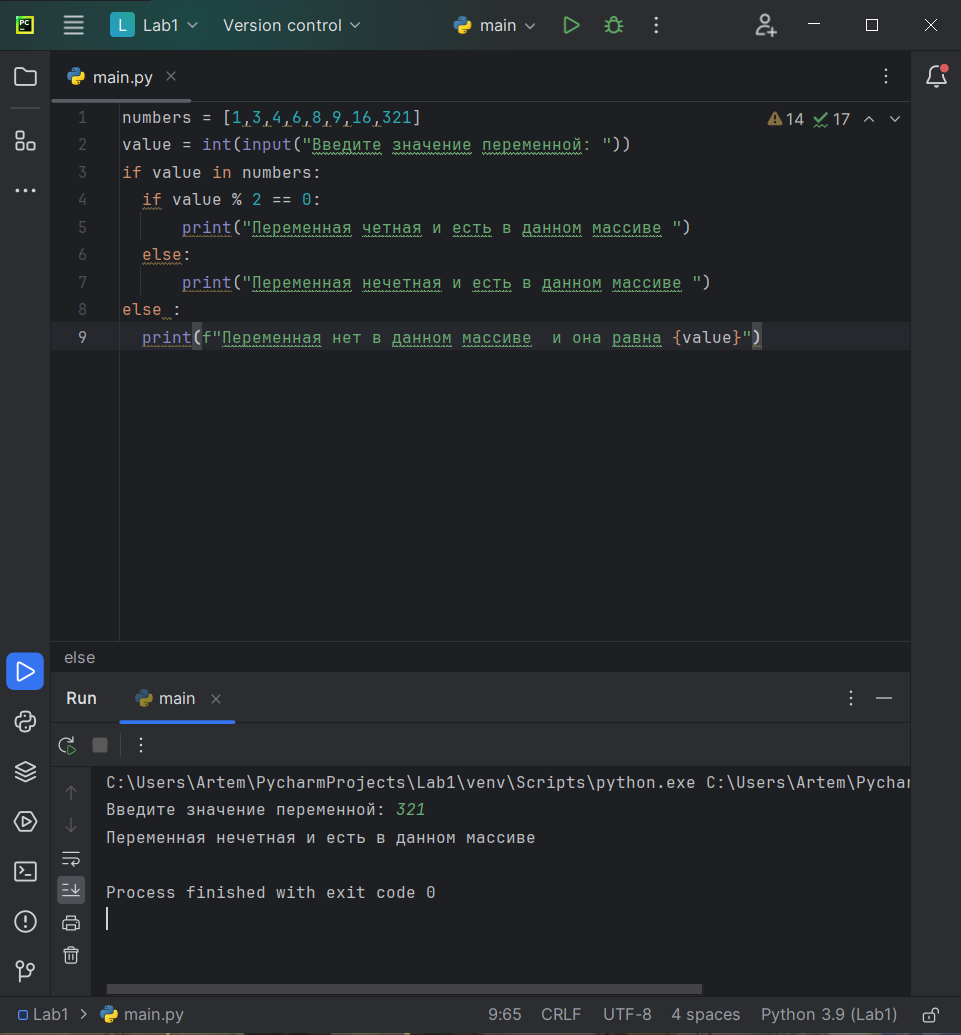 PC
L Lab1 Version control main
main.py
14 17
1 numbers = [1,3,4,6,8,9,16,321]
2 value = int(input("Введите значение переменной: "))
3 if value in numbers:
4   if value % 2 == 0:
5       print("Переменная четная и есть в данном массиве ")
6   else:
7       print("Переменная нечетная и есть в данном массиве ")
8 else :
9   print(f"Переменная нет в данном массиве  и она равна {value}")
else
Run main
C:\Users\Artem\PycharmProjects\Lab1\venv\Scripts\python.exe C:\Users\Artem\Pychar
Введите значение переменной: 321
Переменная нечетная и есть в данном массиве
Process finished with exit code 0
Lab1 > main.py 9:65 CRLF UTF-8 4 spaces Python 3.9 (Lab1)